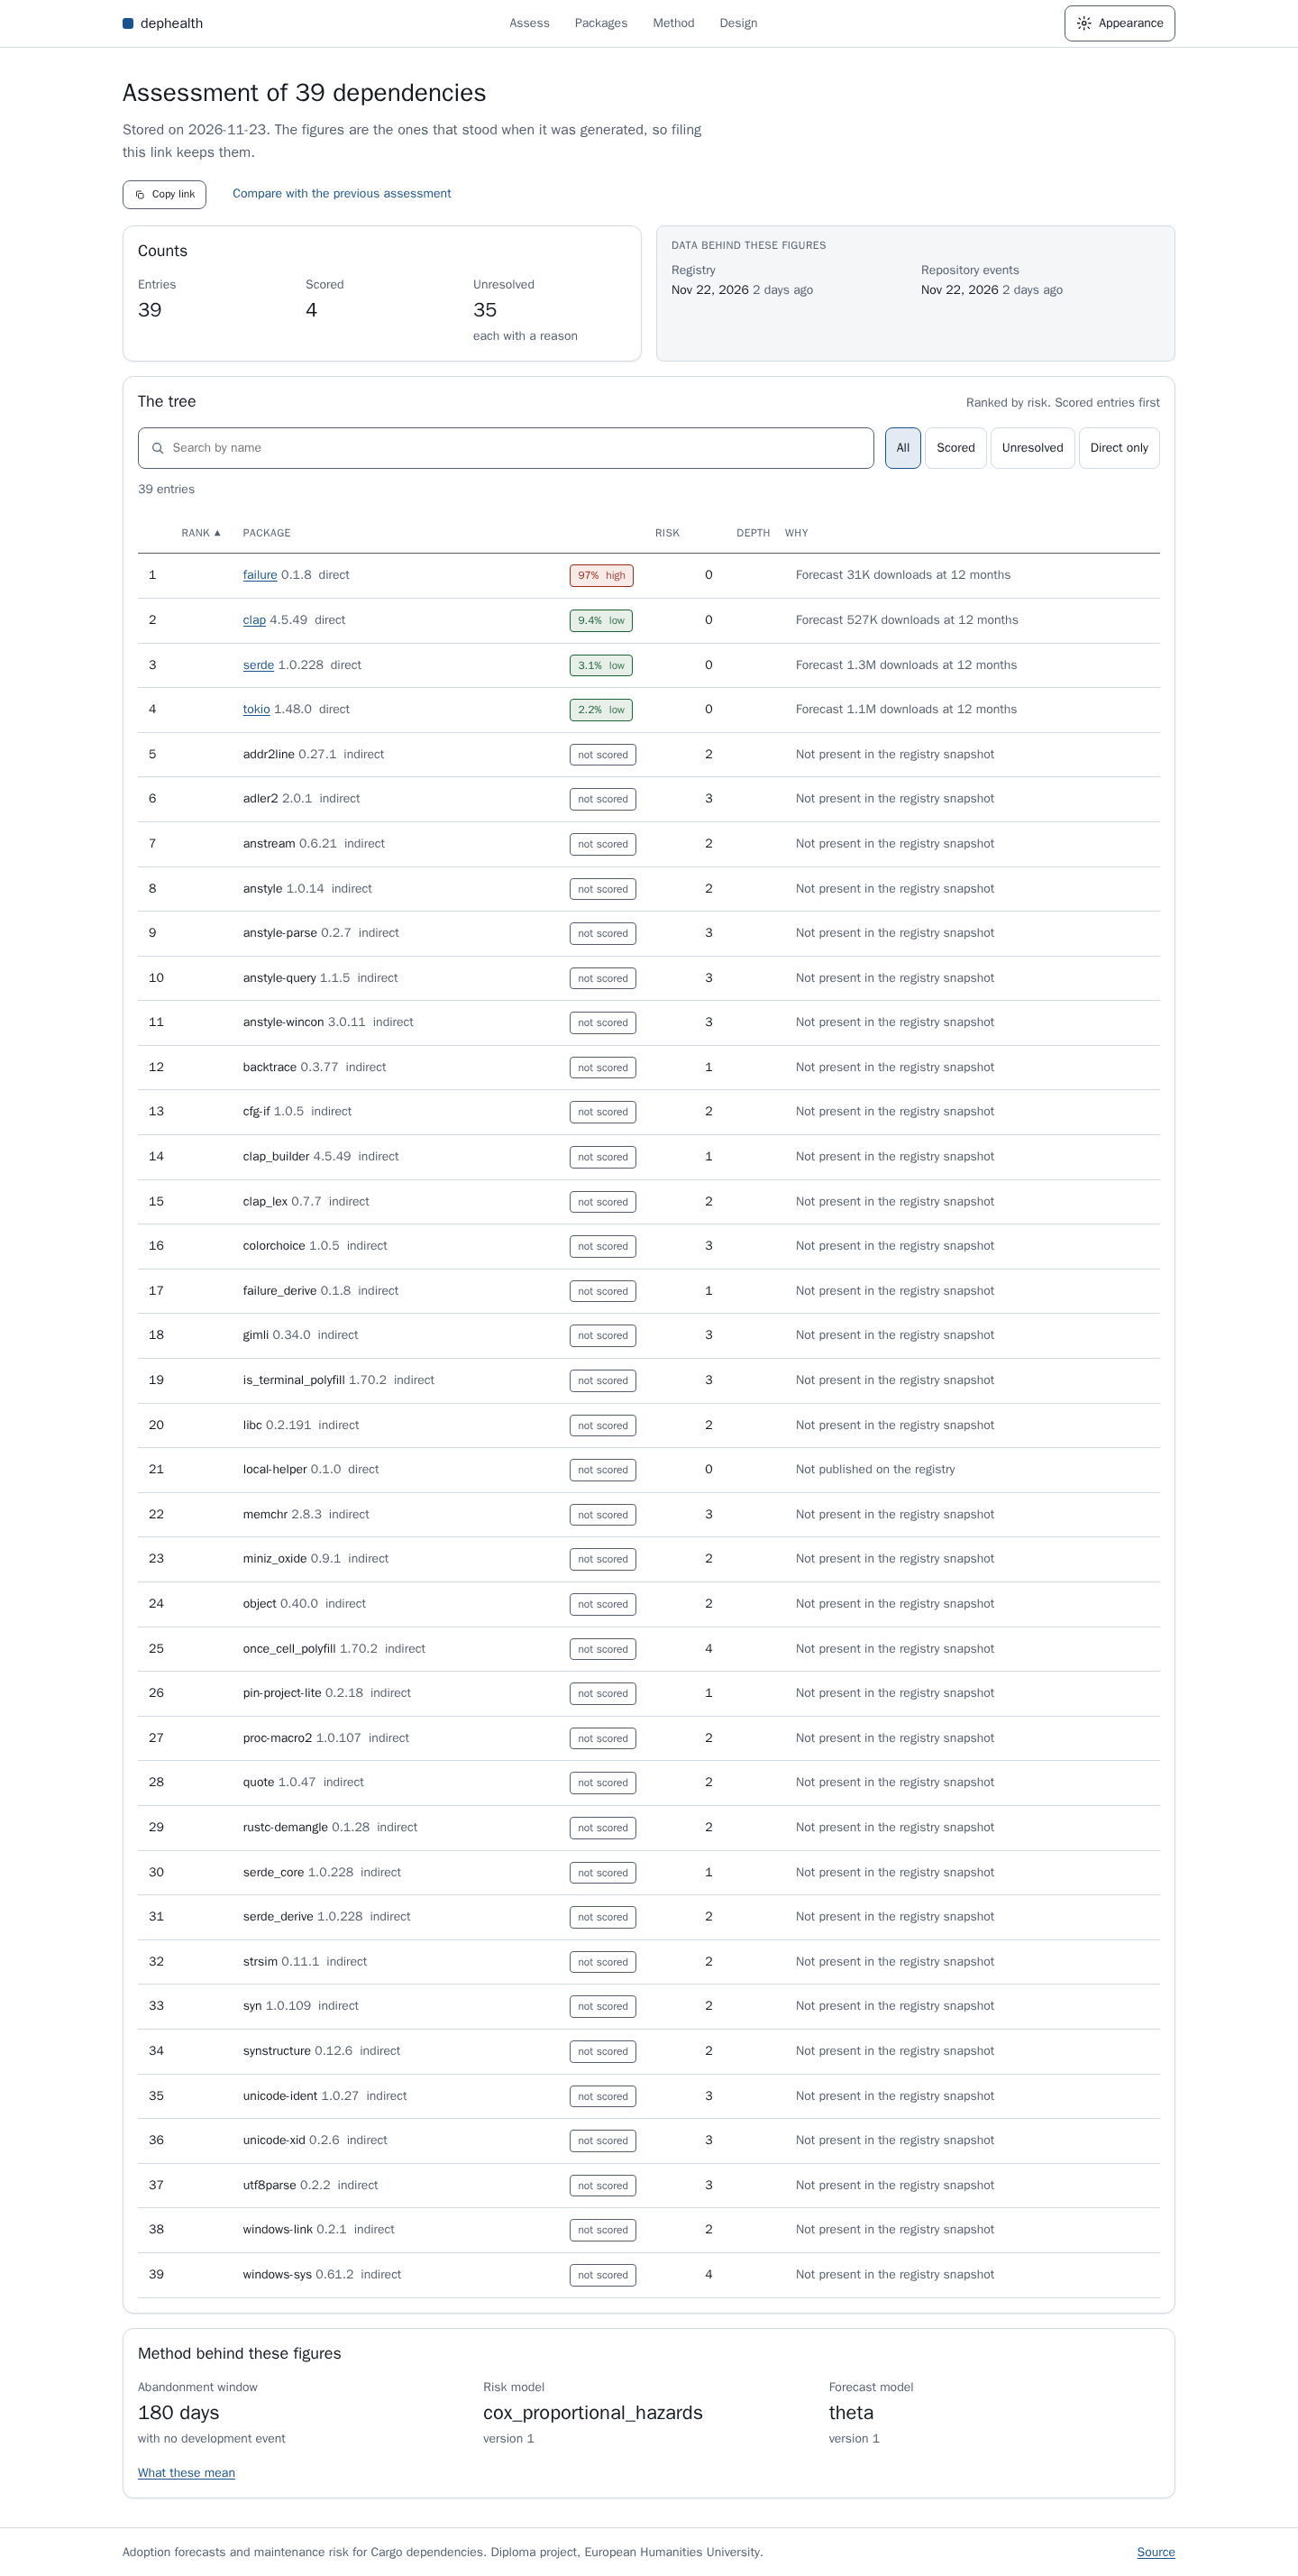 dephealth Assess Packages Method Design Appearance
Assessment of 39 dependencies
Stored on 2026-11-23. The figures are the ones that stood when it was generated, so filing
this link keeps them.
Copy link Compare with the previous assessment
Counts
Entries Scored Unresolved
39 4 35
each with a reason
DATA BEHIND THESE FIGURES
Registry Repository events
Nov 22, 2026 2 days ago Nov 22, 2026 2 days ago
The tree Ranked by risk. Scored entries first
Search by name All Scored Unresolved Direct only
39 entries
RANK ▲ PACKAGE RISK DEPTH WHY
1 failure 0.1.8 direct 97% high 0 Forecast 31K downloads at 12 months
2 clap 4.5.49 direct 9.4% low 0 Forecast 527K downloads at 12 months
3 serde 1.0.228 direct 3.1% low 0 Forecast 1.3M downloads at 12 months
4 tokio 1.48.0 direct 2.2% low 0 Forecast 1.1M downloads at 12 months
5 addr2line 0.27.1 indirect not scored 2 Not present in the registry snapshot
6 adler2 2.0.1 indirect not scored 3 Not present in the registry snapshot
7 anstream 0.6.21 indirect not scored 2 Not present in the registry snapshot
8 anstyle 1.0.14 indirect not scored 2 Not present in the registry snapshot
9 anstyle-parse 0.2.7 indirect not scored 3 Not present in the registry snapshot
10 anstyle-query 1.1.5 indirect not scored 3 Not present in the registry snapshot
11 anstyle-wincon 3.0.11 indirect not scored 3 Not present in the registry snapshot
12 backtrace 0.3.77 indirect not scored 1 Not present in the registry snapshot
13 cfg-if 1.0.5 indirect not scored 2 Not present in the registry snapshot
14 clap_builder 4.5.49 indirect not scored 1 Not present in the registry snapshot
15 clap_lex 0.7.7 indirect not scored 2 Not present in the registry snapshot
16 colorchoice 1.0.5 indirect not scored 3 Not present in the registry snapshot
17 failure_derive 0.1.8 indirect not scored 1 Not present in the registry snapshot
18 gimli 0.34.0 indirect not scored 3 Not present in the registry snapshot
19 is_terminal_polyfill 1.70.2 indirect not scored 3 Not present in the registry snapshot
20 libc 0.2.191 indirect not scored 2 Not present in the registry snapshot
21 local-helper 0.1.0 direct not scored 0 Not published on the registry
22 memchr 2.8.3 indirect not scored 3 Not present in the registry snapshot
23 miniz_oxide 0.9.1 indirect not scored 2 Not present in the registry snapshot
24 object 0.40.0 indirect not scored 2 Not present in the registry snapshot
25 once_cell_polyfill 1.70.2 indirect not scored 4 Not present in the registry snapshot
26 pin-project-lite 0.2.18 indirect not scored 1 Not present in the registry snapshot
27 proc-macro2 1.0.107 indirect not scored 2 Not present in the registry snapshot
28 quote 1.0.47 indirect not scored 2 Not present in the registry snapshot
29 rustc-demangle 0.1.28 indirect not scored 2 Not present in the registry snapshot
30 serde_core 1.0.228 indirect not scored 1 Not present in the registry snapshot
31 serde_derive 1.0.228 indirect not scored 2 Not present in the registry snapshot
32 strsim 0.11.1 indirect not scored 2 Not present in the registry snapshot
33 syn 1.0.109 indirect not scored 2 Not present in the registry snapshot
34 synstructure 0.12.6 indirect not scored 2 Not present in the registry snapshot
35 unicode-ident 1.0.27 indirect not scored 3 Not present in the registry snapshot
36 unicode-xid 0.2.6 indirect not scored 3 Not present in the registry snapshot
37 utf8parse 0.2.2 indirect not scored 3 Not present in the registry snapshot
38 windows-link 0.2.1 indirect not scored 2 Not present in the registry snapshot
39 windows-sys 0.61.2 indirect not scored 4 Not present in the registry snapshot
Method behind these figures
Abandonment window Risk model Forecast model
180 days cox_proportional_hazards theta
with no development event version 1 version 1
What these mean
Adoption forecasts and maintenance risk for Cargo dependencies. Diploma project, European Humanities University. Source